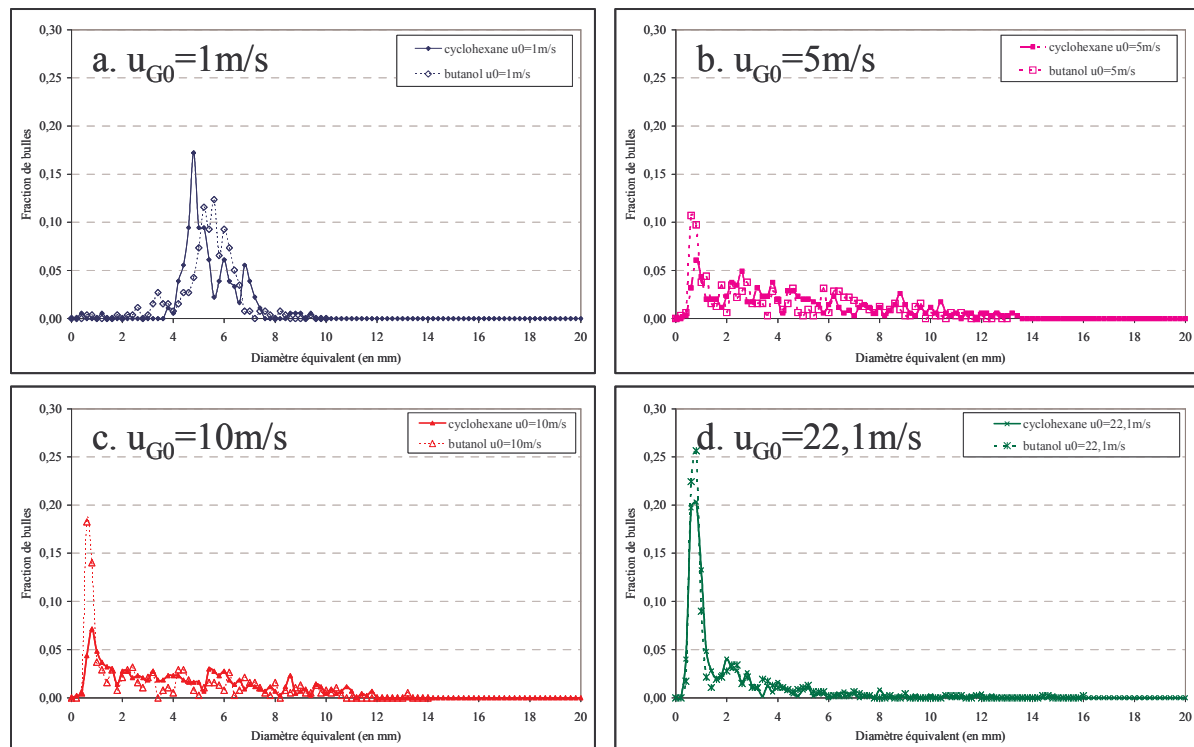 a. uG0=1m/s
cyclohexane u0=1m/s
butanol u0=1m/s
Fraction de bulles
0,30
0,25
0,20
0,15
0,10
0,05
0,00
0 2 4 6 8 10 12 14 16 18 20
Diamètre équivalent (en mm)
b. uG0=5m/s
cyclohexane u0=5m/s
butanol u0=5m/s
Fraction de bulles
0,30
0,25
0,20
0,15
0,10
0,05
0,00
0 2 4 6 8 10 12 14 16 18 20
Diamètre équivalent (en mm)
c. uG0=10m/s
cyclohexane u0=10m/s
butanol u0=10m/s
Fraction de bulles
0,30
0,25
0,20
0,15
0,10
0,05
0,00
0 2 4 6 8 10 12 14 16 18 20
Diamètre équivalent (en mm)
d. uG0=22,1m/s
cyclohexane u0=22,1m/s
butanol u0=22,1m/s
Fraction de bulles
0,30
0,25
0,20
0,15
0,10
0,05
0,00
0 2 4 6 8 10 12 14 16 18 20
Diamètre équivalent (en mm)